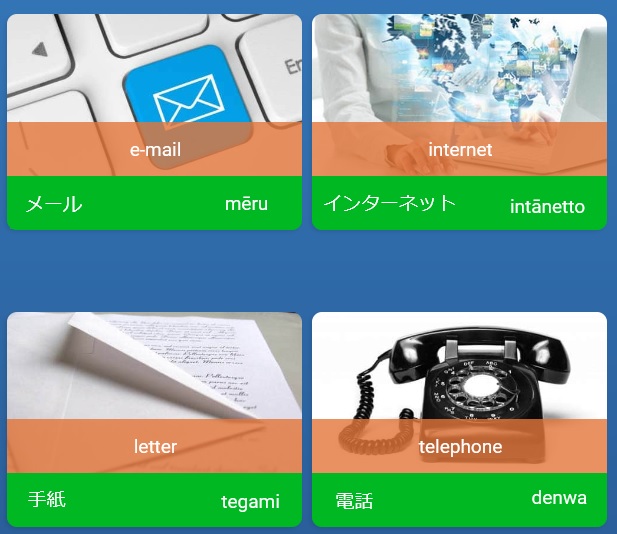 e-mail
メール mēru
internet
インターネット intānetto
letter
手紙 tegami
telephone
電話 denwa